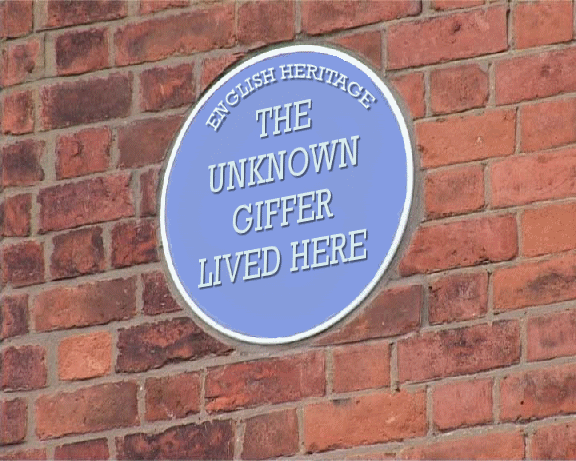 ENGLISH HERITAGE
THE
UNKNOWN
GIFFER
LIVED HERE